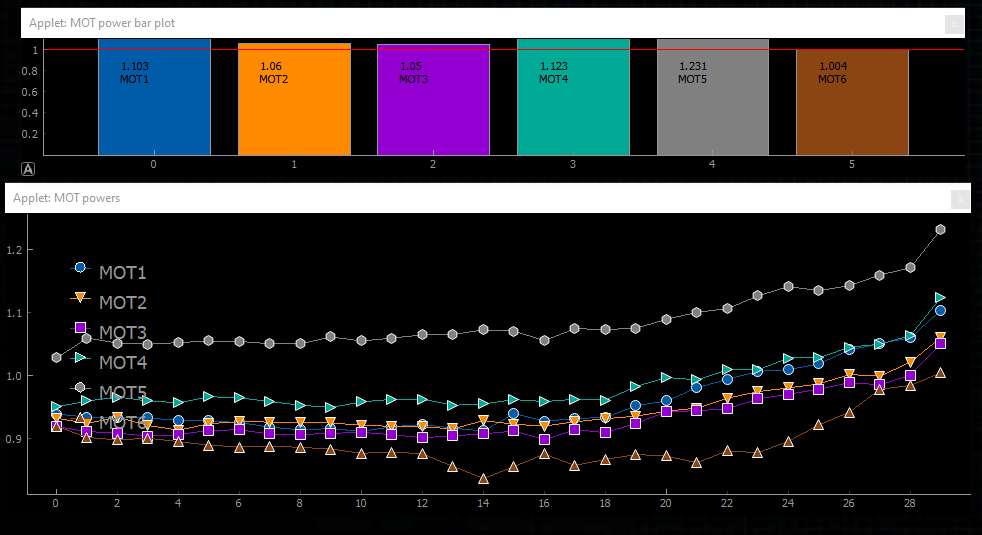 Applet: MOT power bar plot
1
0.8
0.6
0.4
0.2
1.103 1.06 1.05 1.123 1.231 1.004
MOT1 MOT2 MOT3 MOT4 MOT5 MOT6
0 1 2 3 4 5
A
Applet: MOT powers
1.2
1.1
1.0
0.9
MOT1
MOT2
MOT3
MOT4
MOT5
MOT6
0 2 4 6 8 10 12 14 16 18 20 22 24 26 28